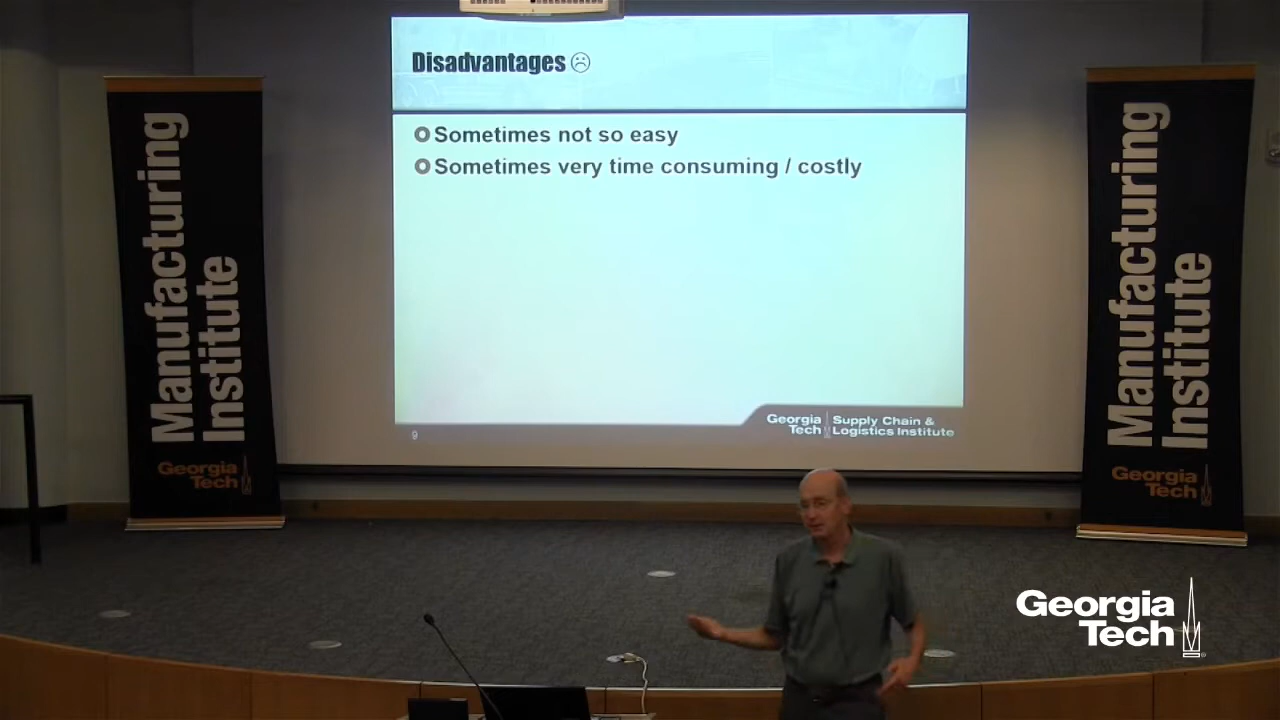 Disadvantages ☹
Sometimes not so easy
Sometimes very time consuming / costly
9
Georgia
Tech
Supply Chain &
Logistics Institute
Manufacturing
Institute
Georgia
Tech
Manufacturing
Institute
Georgia
Tech
Georgia
Tech